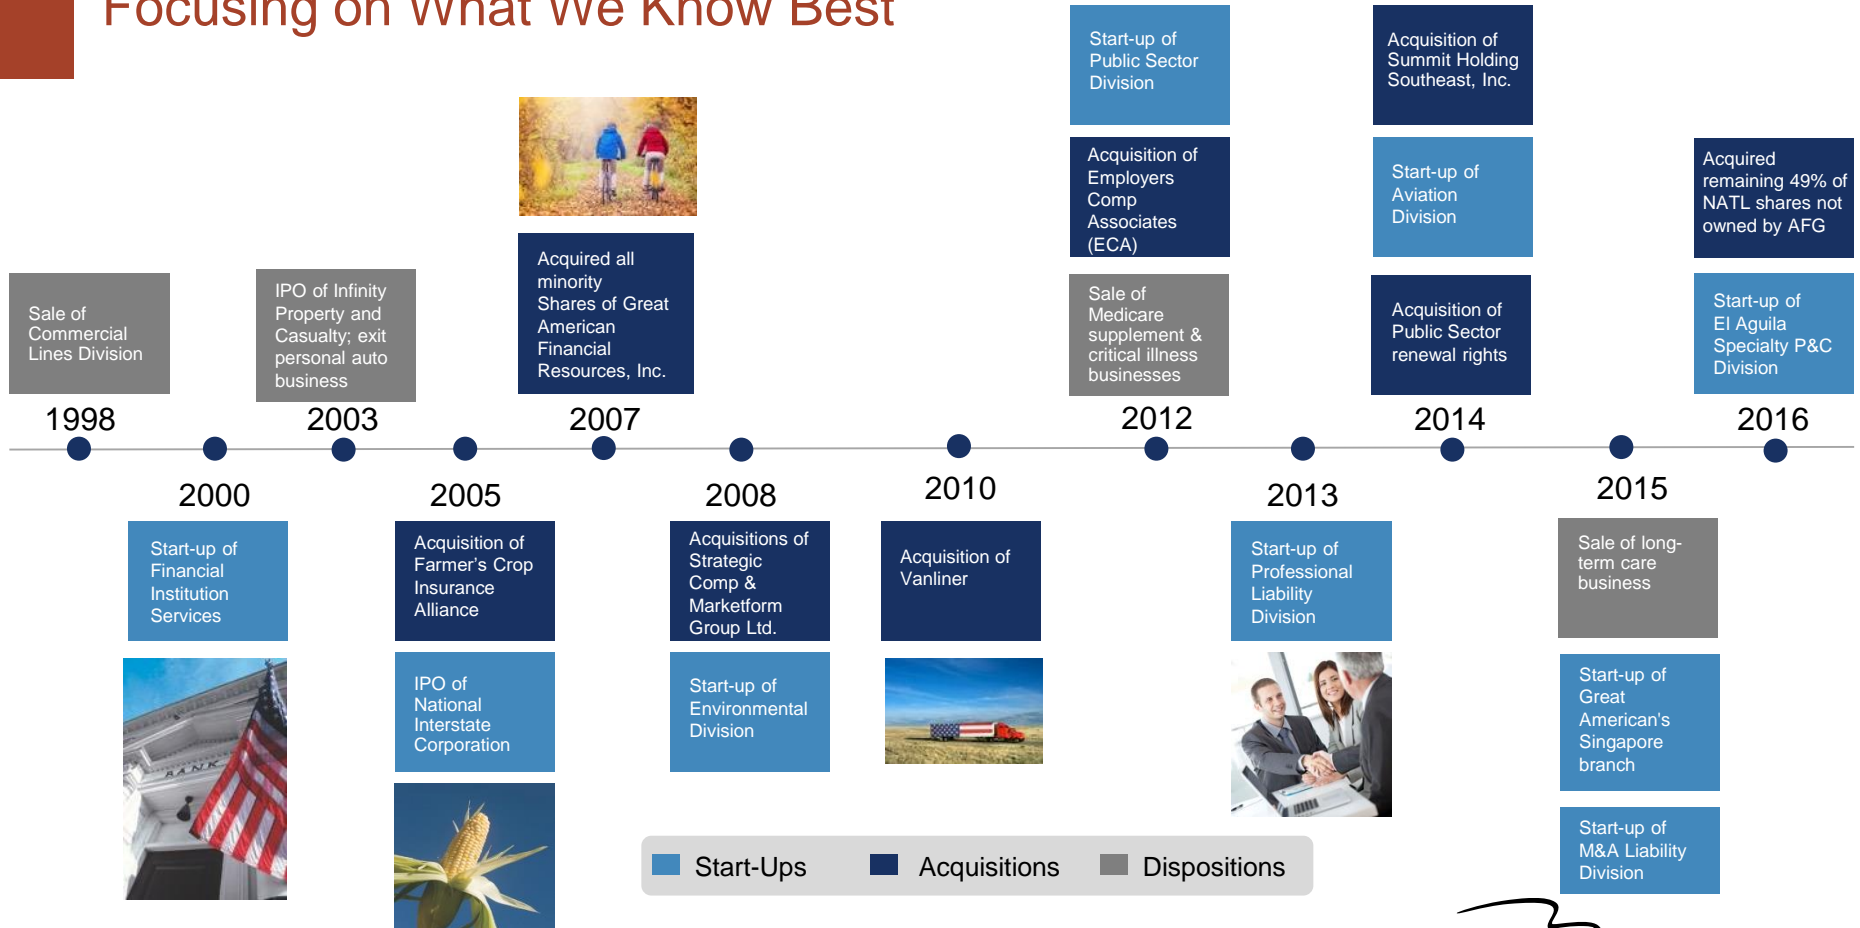 Focusing on What We Know Best
Start-up of
Public Sector
Division
Acquisition of
Summit Holding
Southeast, Inc.
Acquisition of
Employers
Comp
Associates
(ECA)
Start-up of
Aviation
Division
Acquired
remaining 49% of
NATL shares not
owned by AFG
Sale of
Commercial
Lines Division
IPO of Infinity
Property and
Casualty; exit
personal auto
business
Acquired all
minority
Shares of Great
American
Financial
Resources, Inc.
Sale of
Medicare
supplement &
critical illness
businesses
Acquisition of
Public Sector
renewal rights
Start-up of
El Aguila
Specialty P&C
Division
1998
2003
2007
2012
2014
2016
2000
2005
2008
2010
2013
2015
Start-up of
Financial
Institution
Services
Acquisition of
Farmer’s Crop
Insurance
Alliance
Acquisitions of
Strategic
Comp &
Marketform
Group Ltd.
Acquisition of
Vanliner
Start-up of
Professional
Liability
Division
Sale of long-
term care
business
IPO of
National
Interstate
Corporation
Start-up of
Environmental
Division
Start-up of
Great
American's
Singapore
branch
BANK
Start-up of
M&A Liability
Division
Start-Ups
Acquisitions
Dispositions